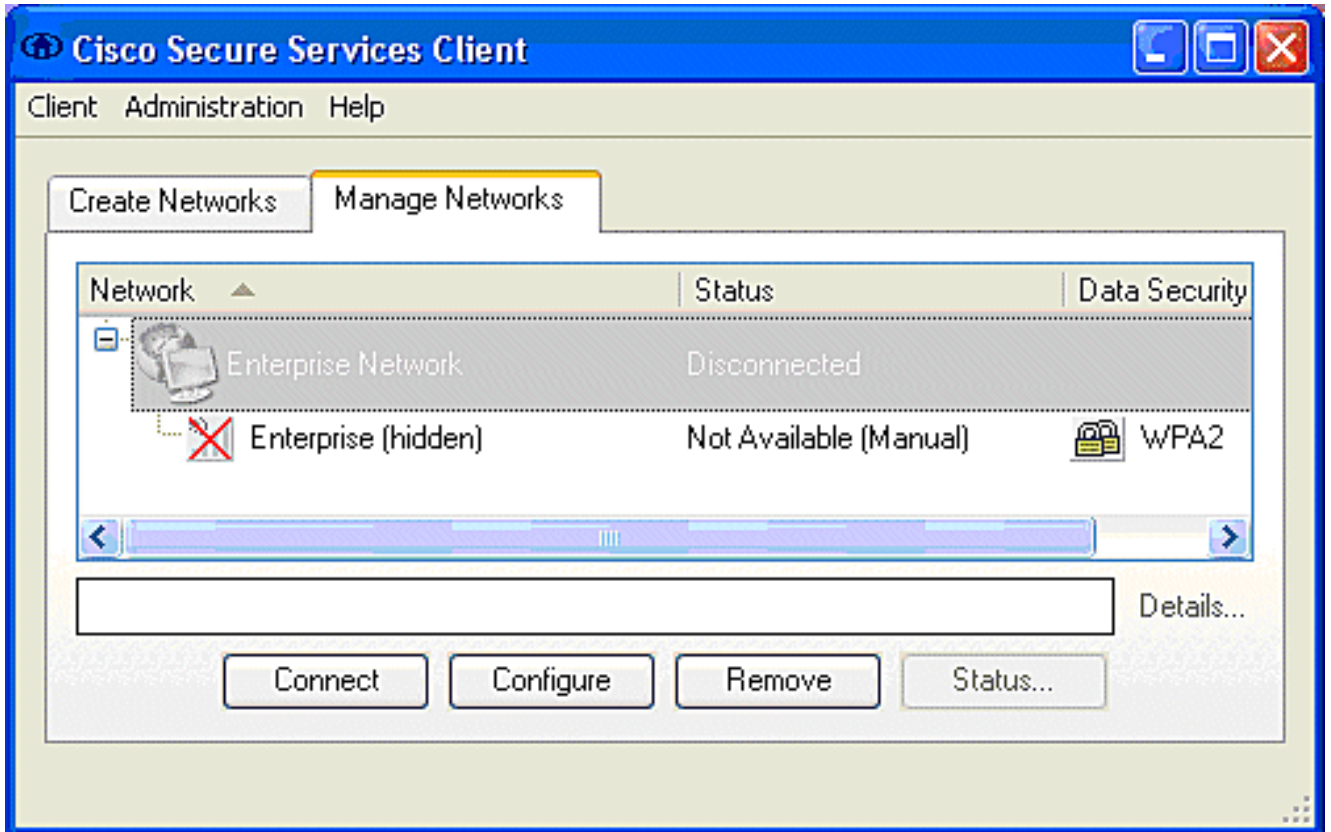 Cisco Secure Services Client
Client Administration Help
Create Networks Manage Networks
Network Status Data Security
Enterprise Network Disconnected
Enterprise (hidden) Not Available (Manual) WPA2
Details...
Connect Configure Remove Status...